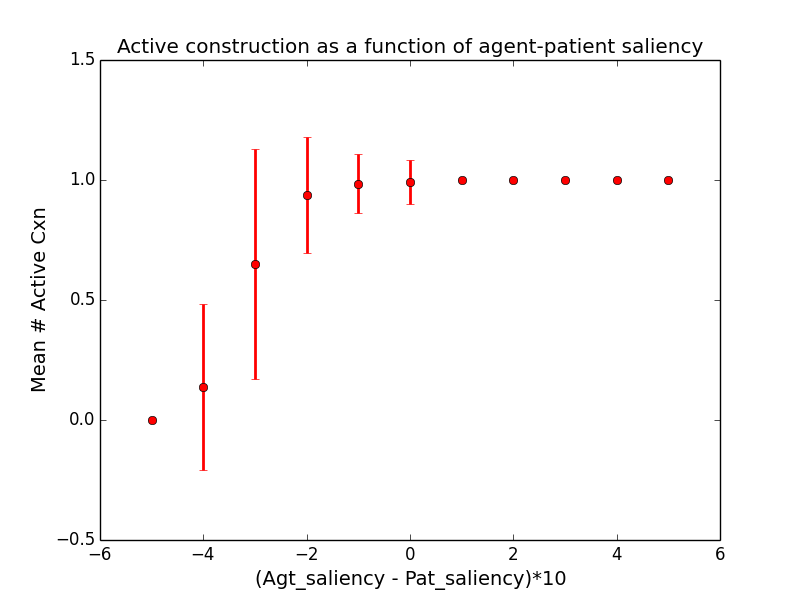 Active construction as a function of agent-patient saliency
1.5
1.0
0.5
0.0
−0.5
Mean # Active Cxn
−6 −4 −2 0 2 4 6
(Agt_saliency - Pat_saliency)*10